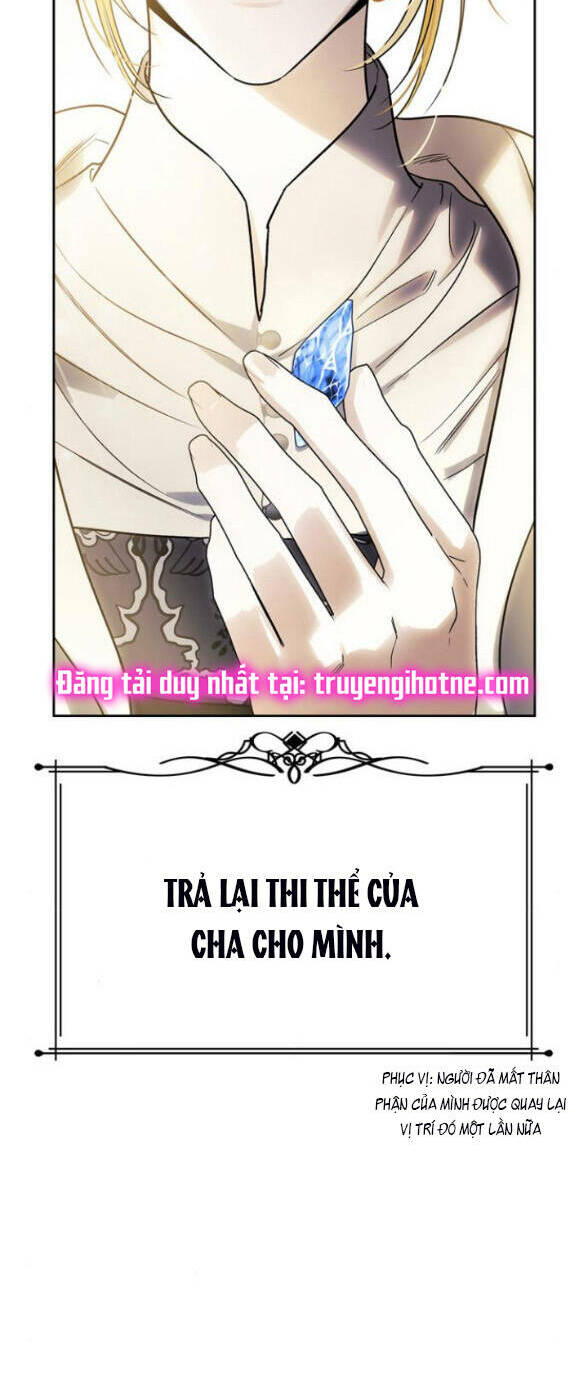 Đăng tải duy nhất tại: truyengihotne.com
TRẢ LẠI THI THỂ CỦA
CHA CHO MÌNH.
PHỤC VỊ: NGƯỜI ĐÃ MẤT THÂN
PHẬN CỦA MÌNH ĐƯỢC QUAY LẠI
VỊ TRÍ ĐÓ MỘT LẦN NỮA